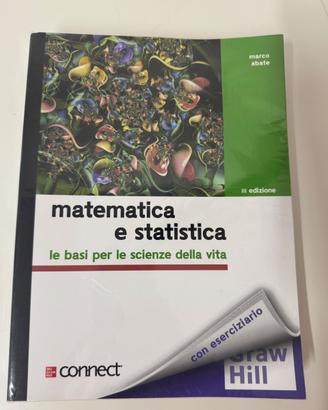 marco
abate
III edizione
matematica
e statistica
le basi per le scienze della vita
con eserciziario
Graw
Hill
connect